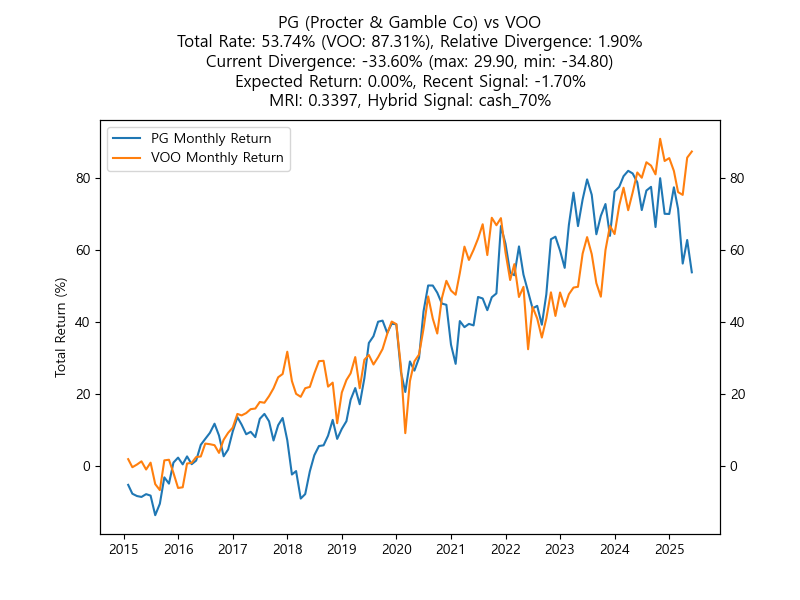 PG (Procter & Gamble Co) vs VOO
Total Rate: 53.74% (VOO: 87.31%), Relative Divergence: 1.90%
Current Divergence: -33.60% (max: 29.90, min: -34.80)
Expected Return: 0.00%, Recent Signal: -1.70%
MRI: 0.3397, Hybrid Signal: cash_70%
PG Monthly Return
VOO Monthly Return
Total Return (%)
80
60
40
20
0
80
60
40
20
0
2015 2016 2017 2018 2019 2020 2021 2022 2023 2024 2025